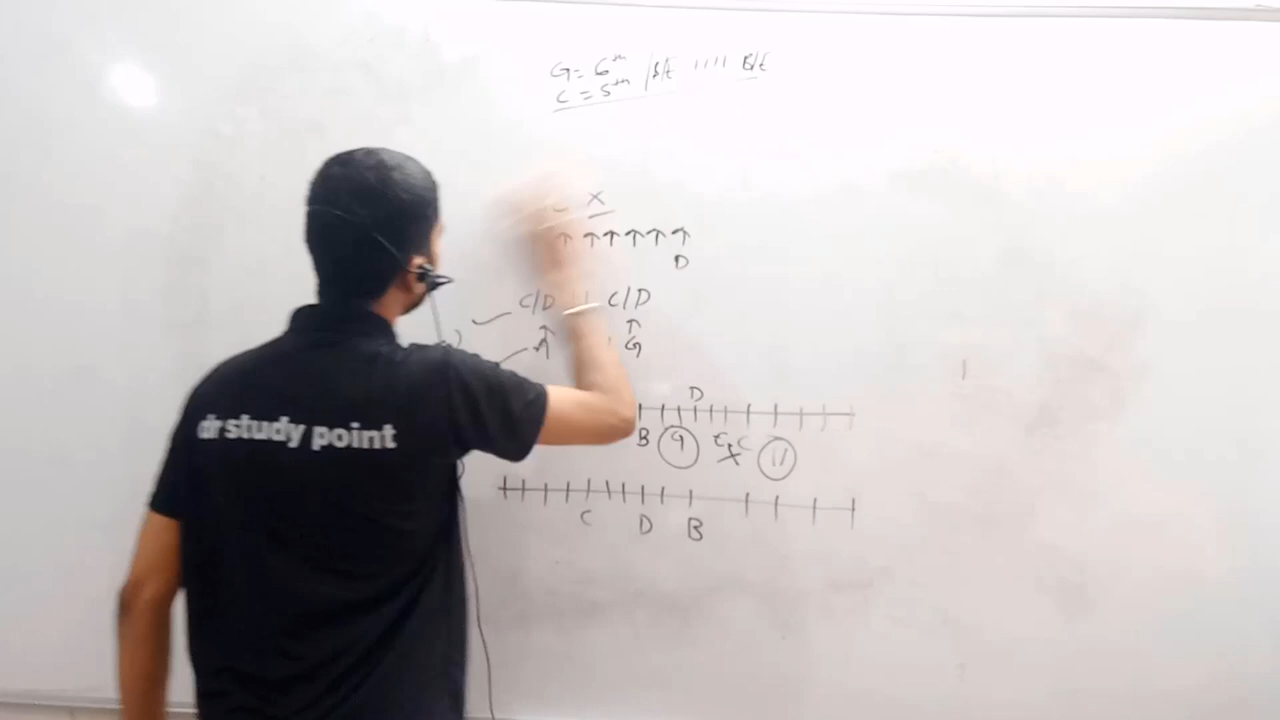 G = 6th /B/E ∣∣∣∣ B/E
C = 5th
X
↑ ↑ ↑ ↑ ↑ ↑
D
C/D C/D
↑ ↑
G
dr study point
D
B 9 C 11
X
C D B